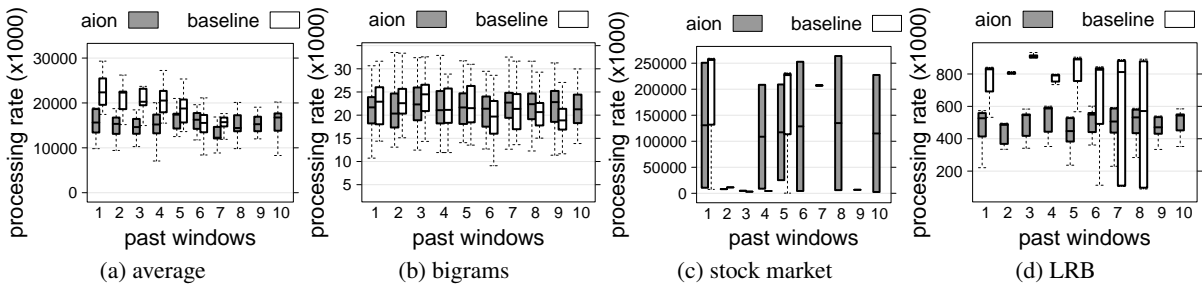 aion baseline
processing rate (x1000)
30000
20000
10000
0
1 2 3 4 5 6 7 8 9 10
past windows
(a) average
aion baseline
processing rate (x1000)
35
30
25
20
15
10
5
1 2 3 4 5 6 7 8 9 10
past windows
(b) bigrams
aion baseline
processing rate (x1000)
250000
200000
150000
100000
50000
0
1 2 3 4 5 6 7 8 9 10
past windows
(c) stock market
aion baseline
processing rate (x1000)
800
600
400
200
1 2 3 4 5 6 7 8 9 10
past windows
(d) LRB